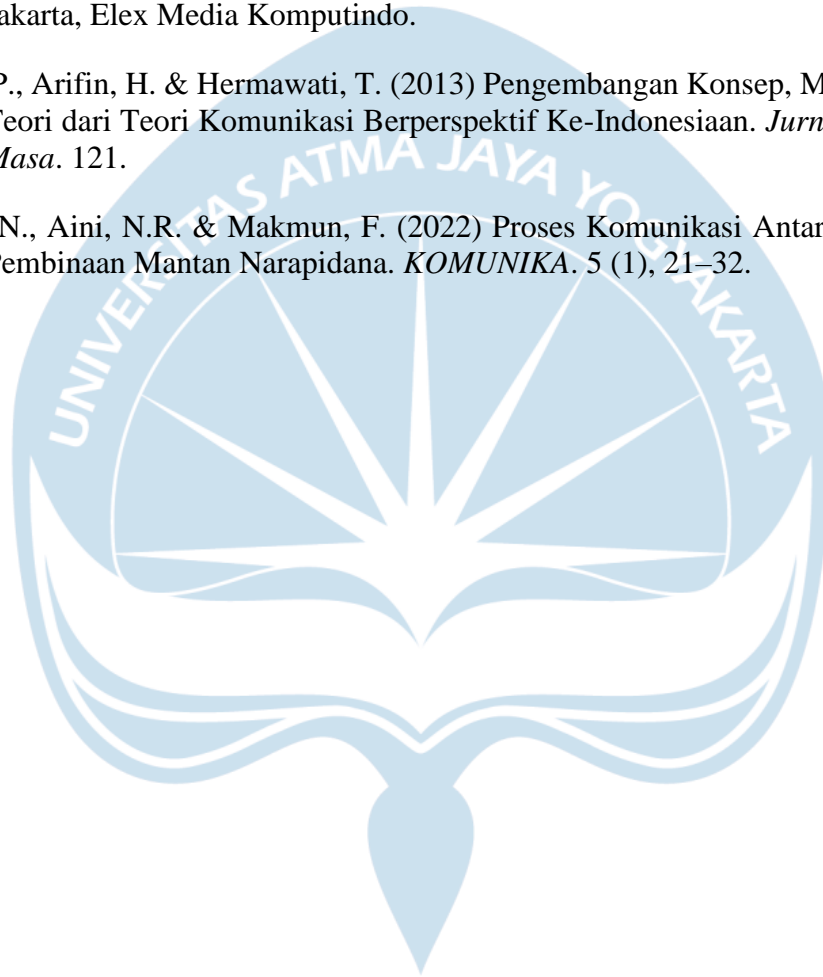 akarta, Elex Media Komputindo.
P., Arifin, H. & Hermawati, T. (2013) Pengembangan Konsep, M
Teori dari Teori Komunikasi Berperspektif Ke-Indonesiaan. Jurn
Masa. 121.
N., Aini, N.R. & Makmun, F. (2022) Proses Komunikasi Antar
Pembinaan Mantan Narapidana. KOMUNIKA. 5 (1), 21–32.
UNIVERSITAS ATMA JAYA YOGYAKARTA